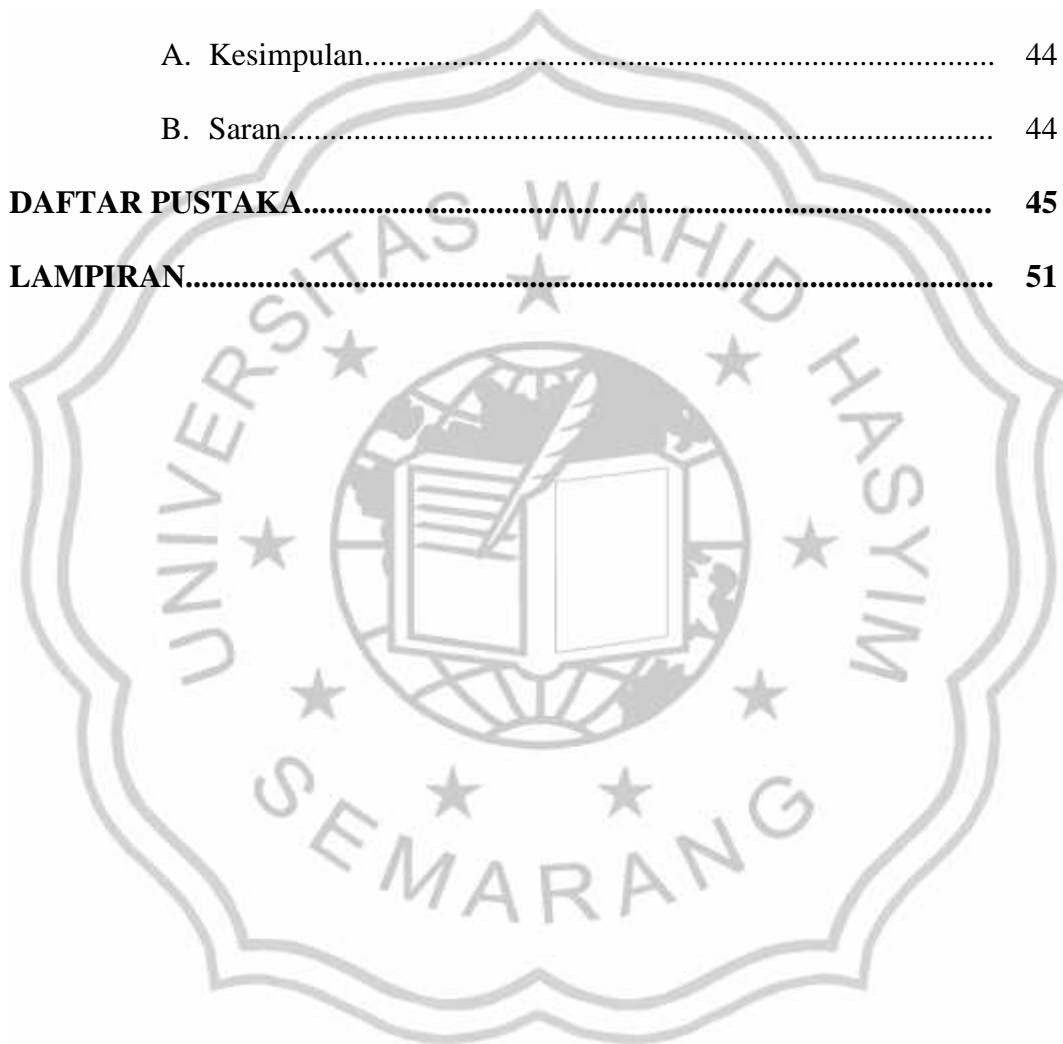 A. Kesimpulan.......................................................................... 44
B. Saran.................................................................................... 44
DAFTAR PUSTAKA..................................................................................... 45
LAMPIRAN.................................................................................................... 51
UNIVERSITAS WAHID HASYIM
SEMARANG